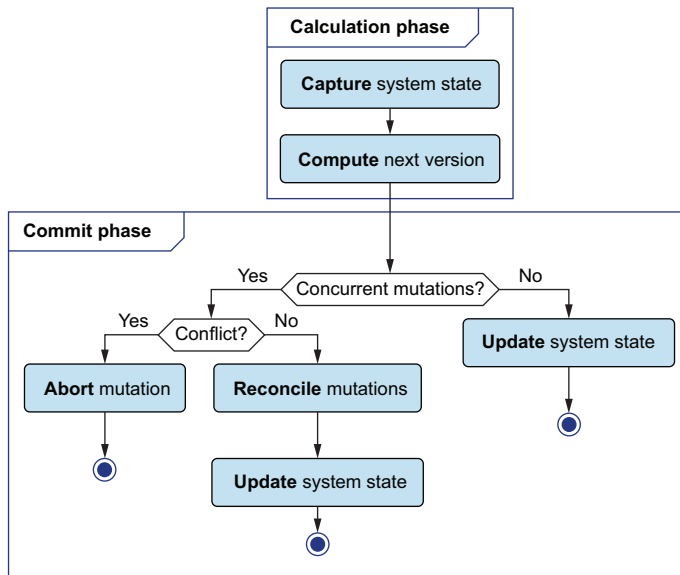 Calculation phase
Capture system state
Compute next version
Commit phase
Yes
Concurrent mutations?
No
Yes
Conflict?
No
Update system state
Abort mutation
Reconcile mutations
Update system state